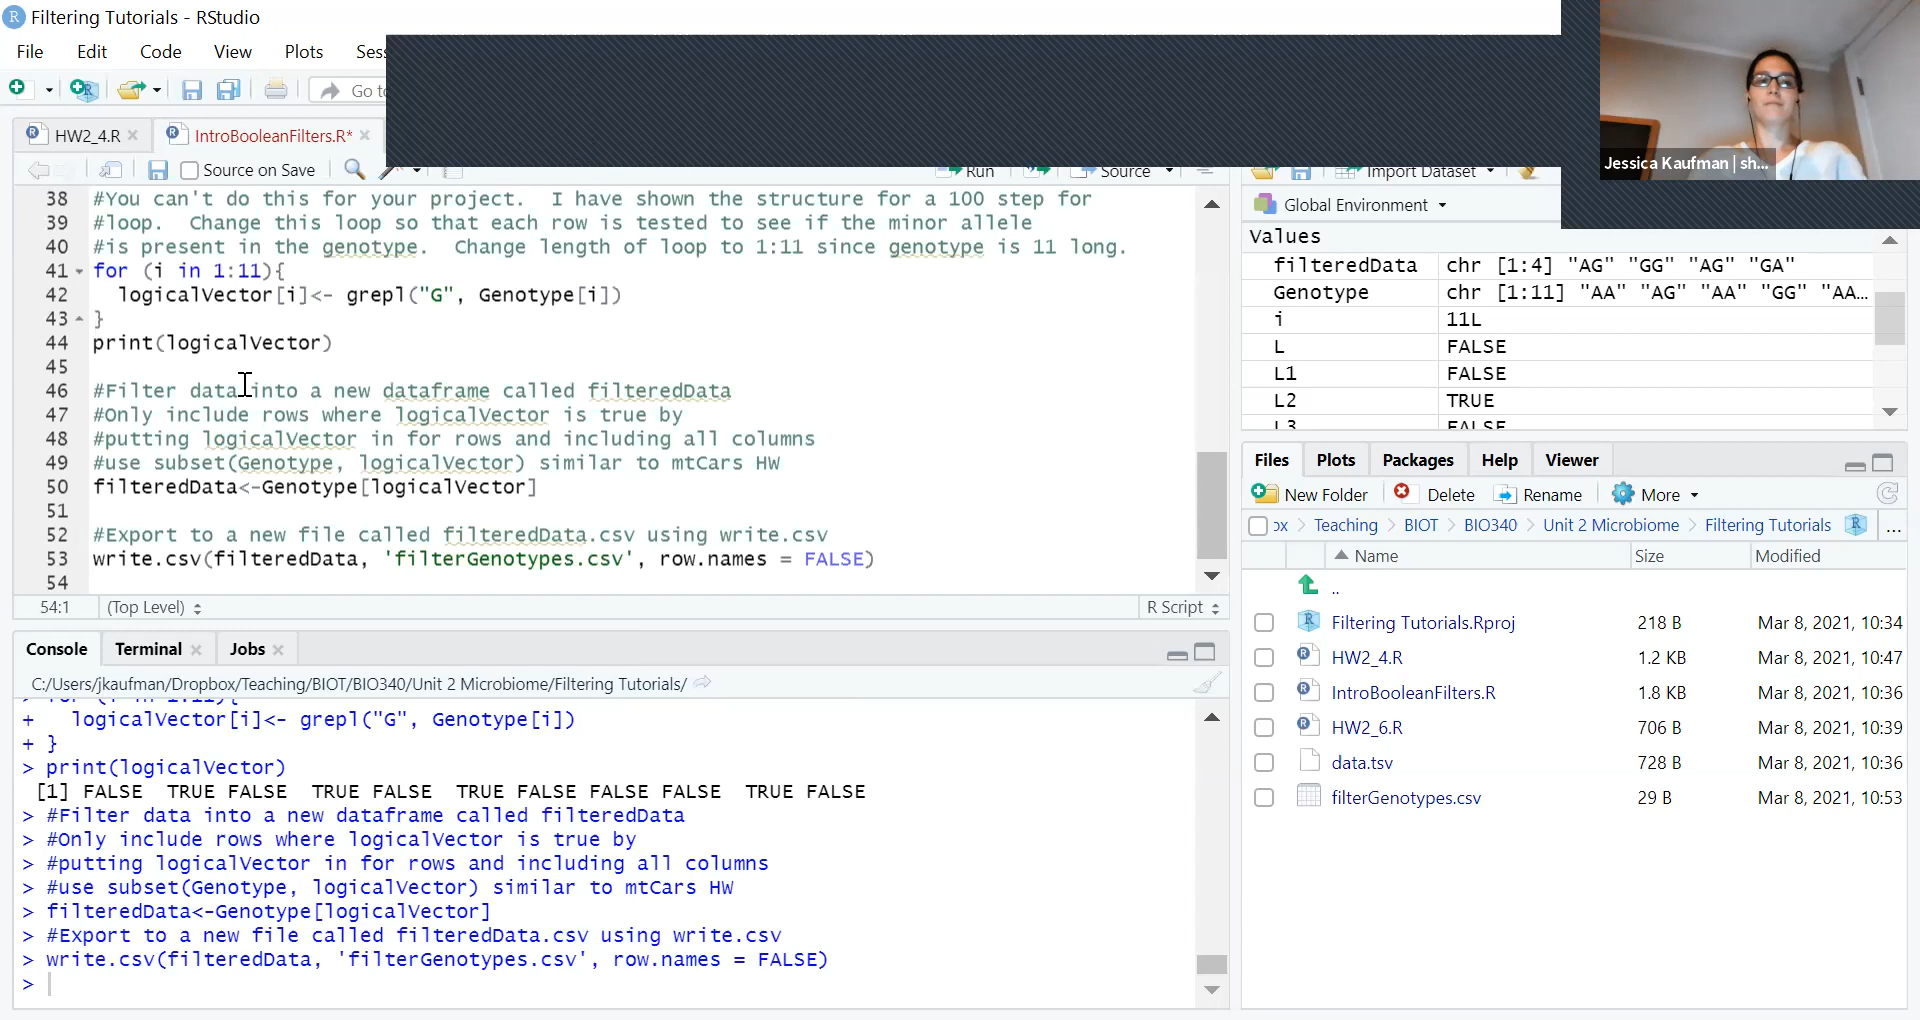 Filtering Tutorials - RStudio
File Edit Code View Plots Sess
Go to
Jessica Kaufman | sh...
HW2_4.R IntroBooleanFilters.R*
Source on Save Run Source
38 #You can't do this for your project.  I have shown the structure for a 100 step for
39 #loop.  Change this loop so that each row is tested to see if the minor allele
40 #is present in the genotype.  Change length of loop to 1:11 since genotype is 11 long.
41 for (i in 1:11){
42   logicalVector[i]<- grepl("G", Genotype[i])
43 }
44 print(logicalVector)
45
46 #Filter data into a new dataframe called filteredData
47 #Only include rows where logicalVector is true by
48 #putting logicalVector in for rows and including all columns
49 #use subset(Genotype, logicalVector) similar to mtCars HW
50 filteredData<-Genotype[logicalVector]
51
52 #Export to a new file called filteredData.csv using write.csv
53 write.csv(filteredData, 'filterGenotypes.csv', row.names = FALSE)
54
54:1 (Top Level) R Script
Console Terminal Jobs
C:/Users/jkaufman/Dropbox/Teaching/BIOT/BIO340/Unit 2 Microbiome/Filtering Tutorials/
> for (i in 1:11){
+   logicalVector[i]<- grepl("G", Genotype[i])
+ }
> print(logicalVector)
[1] FALSE  TRUE FALSE  TRUE FALSE  TRUE FALSE FALSE FALSE  TRUE FALSE
> #Filter data into a new dataframe called filteredData
> #Only include rows where logicalVector is true by
> #putting logicalVector in for rows and including all columns
> #use subset(Genotype, logicalVector) similar to mtCars HW
> filteredData<-Genotype[logicalVector]
> #Export to a new file called filteredData.csv using write.csv
> write.csv(filteredData, 'filterGenotypes.csv', row.names = FALSE)
>
Import Dataset
Global Environment
Values
filteredData chr [1:4] "AG" "GG" "AG" "GA"
Genotype chr [1:11] "AA" "AG" "AA" "GG" "AA…
i 11L
L FALSE
L1 FALSE
L2 TRUE
L3 FALSE
Files Plots Packages Help Viewer
New Folder Delete Rename More
ox > Teaching > BIOT > BIO340 > Unit 2 Microbiome > Filtering Tutorials ...
Name Size Modified
..
Filtering Tutorials.Rproj 218 B Mar 8, 2021, 10:34
HW2_4.R 1.2 KB Mar 8, 2021, 10:47
IntroBooleanFilters.R 1.8 KB Mar 8, 2021, 10:36
HW2_6.R 706 B Mar 8, 2021, 10:39
data.tsv 728 B Mar 8, 2021, 10:36
filterGenotypes.csv 29 B Mar 8, 2021, 10:53